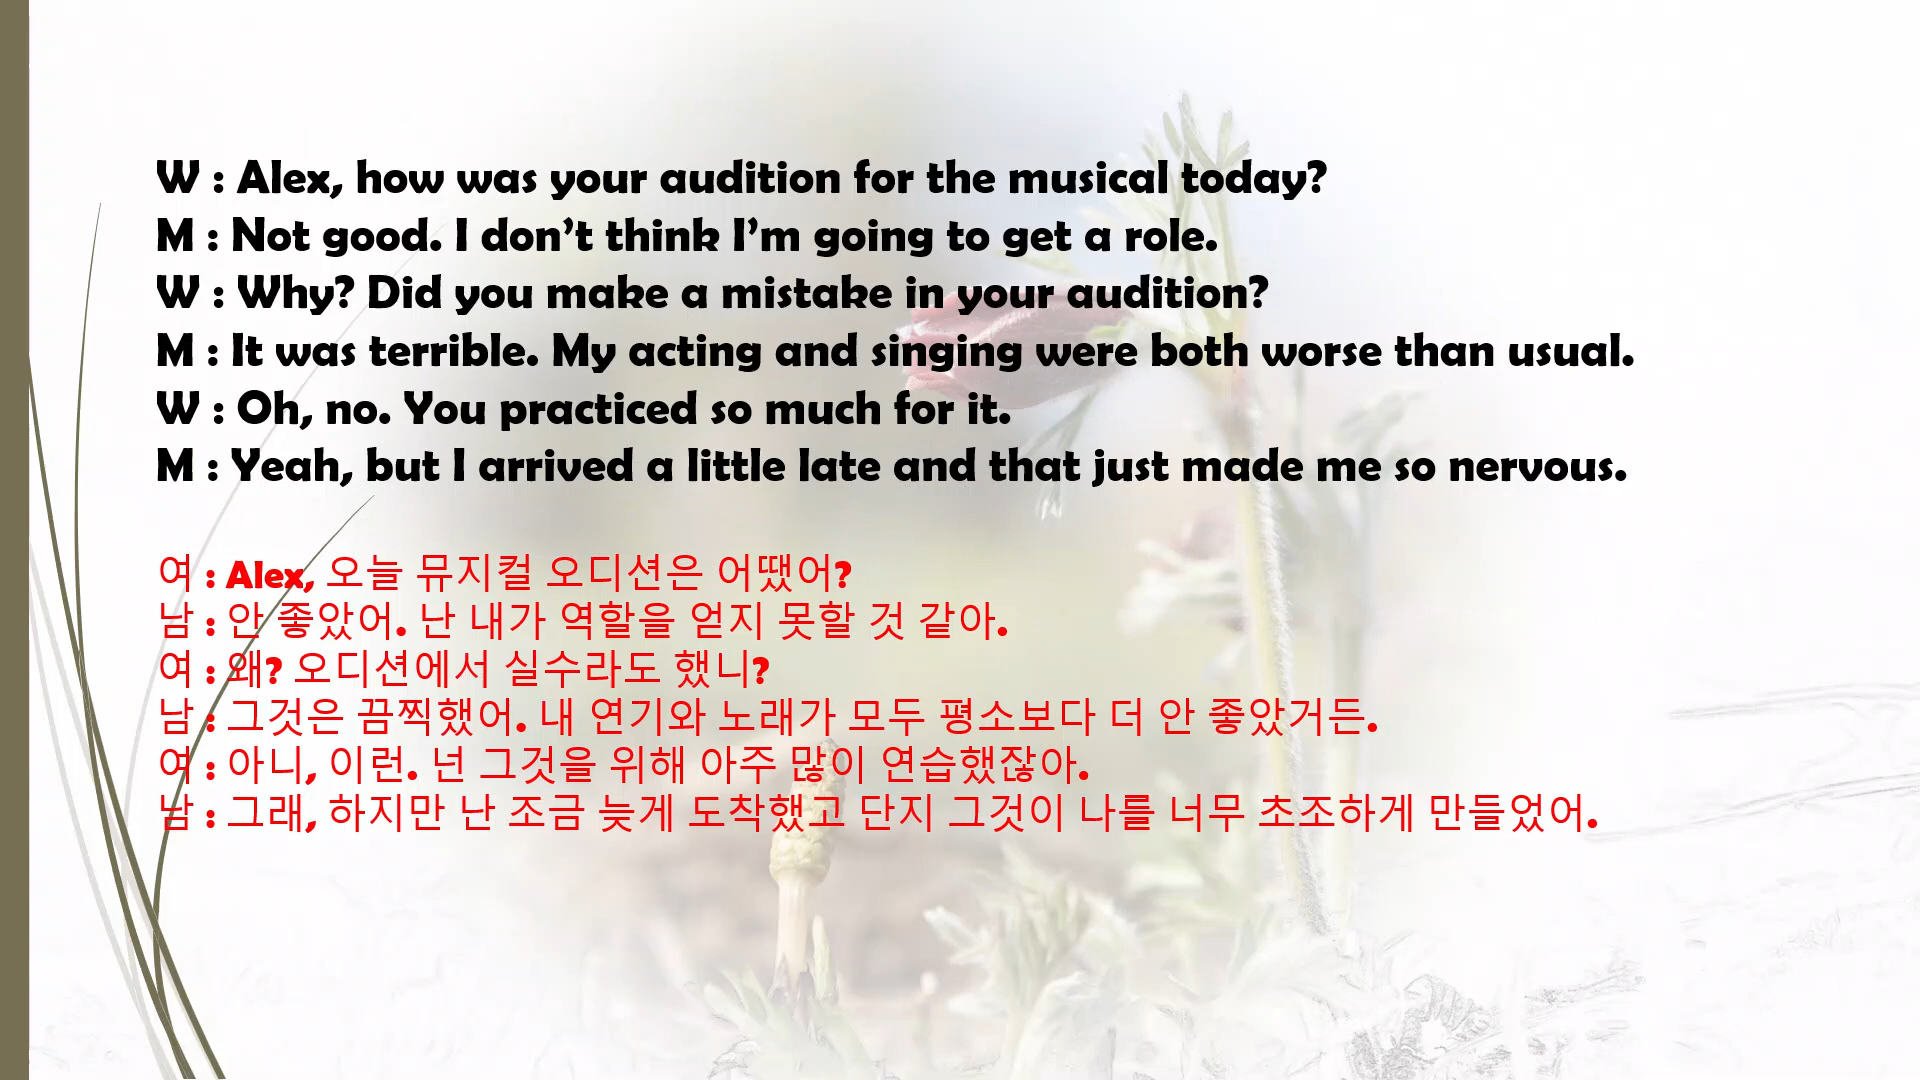 W : Alex, how was your audition for the musical today?
M : Not good. I don’t think I’m going to get a role.
W : Why? Did you make a mistake in your audition?
M : It was terrible. My acting and singing were both worse than usual.
W : Oh, no. You practiced so much for it.
M : Yeah, but I arrived a little late and that just made me so nervous.
여 : Alex, 오늘 뮤지컬 오디션은 어땠어?
남 : 안 좋았어. 난 내가 역할을 얻지 못할 것 같아.
여 : 왜? 오디션에서 실수라도 했니?
남 : 그것은 끔찍했어. 내 연기와 노래가 모두 평소보다 더 안 좋았거든.
여 : 아니, 이런. 넌 그것을 위해 아주 많이 연습했잖아.
남 : 그래, 하지만 난 조금 늦게 도착했고 단지 그것이 나를 너무 초조하게 만들었어.